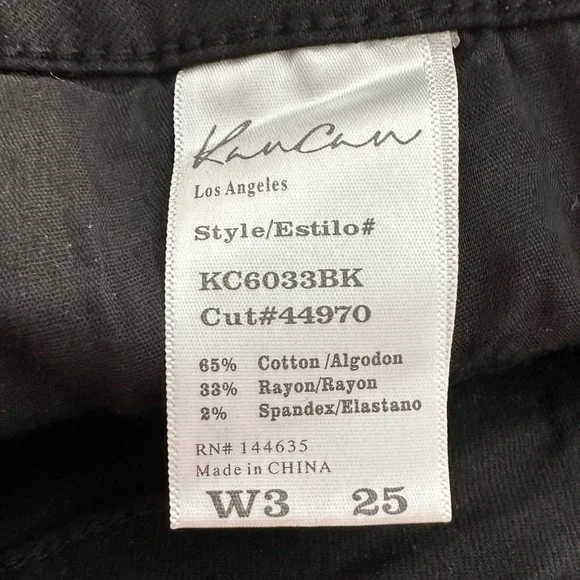 KanCan
Los Angeles
Style/Estilo#
KC6033BK
Cut#44970
65% Cotton/Algodon
33% Rayon/Rayon
2% Spandex/Elastano
RN# 144635
Made in CHINA
W3 25